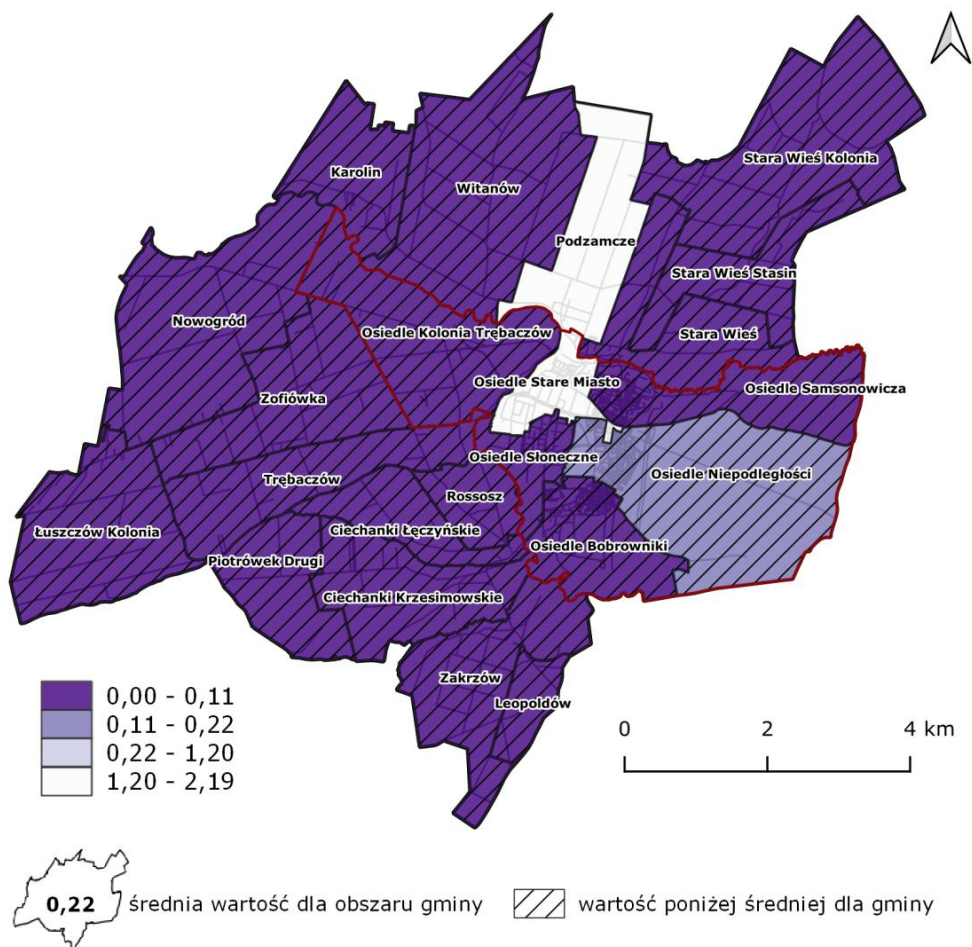 Stara Wieś Kolonia
Karolin
Witanów
Podzamcze
Stara Wieś Stasin
Nowogród
Osiedle Kolonia Trębaczów
Stara Wieś
Osiedle Stare Miasto
Osiedle Samsonowicza
Zofiówka
Osiedle Słoneczne
Osiedle Niepodległości
Trębaczów
Rossosz
Łuszczów Kolonia
Ciechanki Łęczyńskie
Osiedle Bobrowniki
Piotrówek Drugi
Ciechanki Krzesimowskie
Zakrzów
Leopoldów
0,00 - 0,11
0,11 - 0,22
0,22 - 1,20
1,20 - 2,19
0 2 4 km
0,22 średnia wartość dla obszaru gminy
wartość poniżej średniej dla gminy